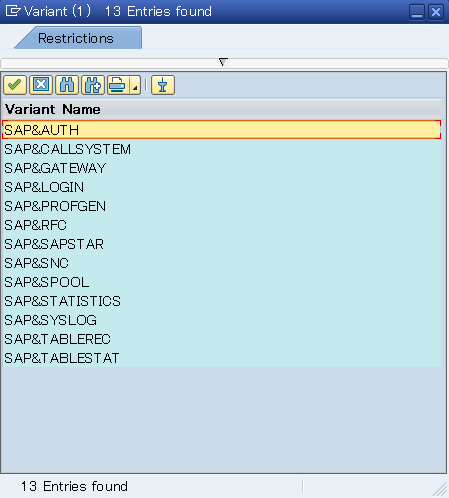 Variant (1) 13 Entries found
Restrictions
Variant Name
SAP&AUTH
SAP&CALLSYSTEM
SAP&GATEWAY
SAP&LOGIN
SAP&PROFGEN
SAP&RFC
SAP&SAPSTAR
SAP&SNC
SAP&SPOOL
SAP&STATISTICS
SAP&SYSLOG
SAP&TABLEREC
SAP&TABLESTAT
13 Entries found